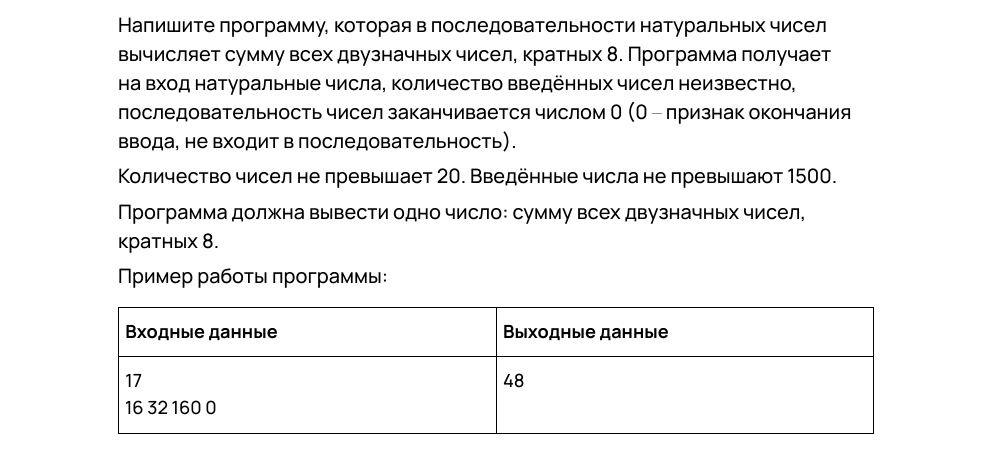 Напишите программу, которая в последовательности натуральных чисел
вычисляет сумму всех двузначных чисел, кратных 8. Программа получает
на вход натуральные числа, количество введённых чисел неизвестно,
последовательность чисел заканчивается числом 0 (0 – признак окончания
ввода, не входит в последовательность).
Количество чисел не превышает 20. Введённые числа не превышают 1500.
Программа должна вывести одно число: сумму всех двузначных чисел,
кратных 8.
Пример работы программы:
Входные данные Выходные данные
17 48
16 32 160 0